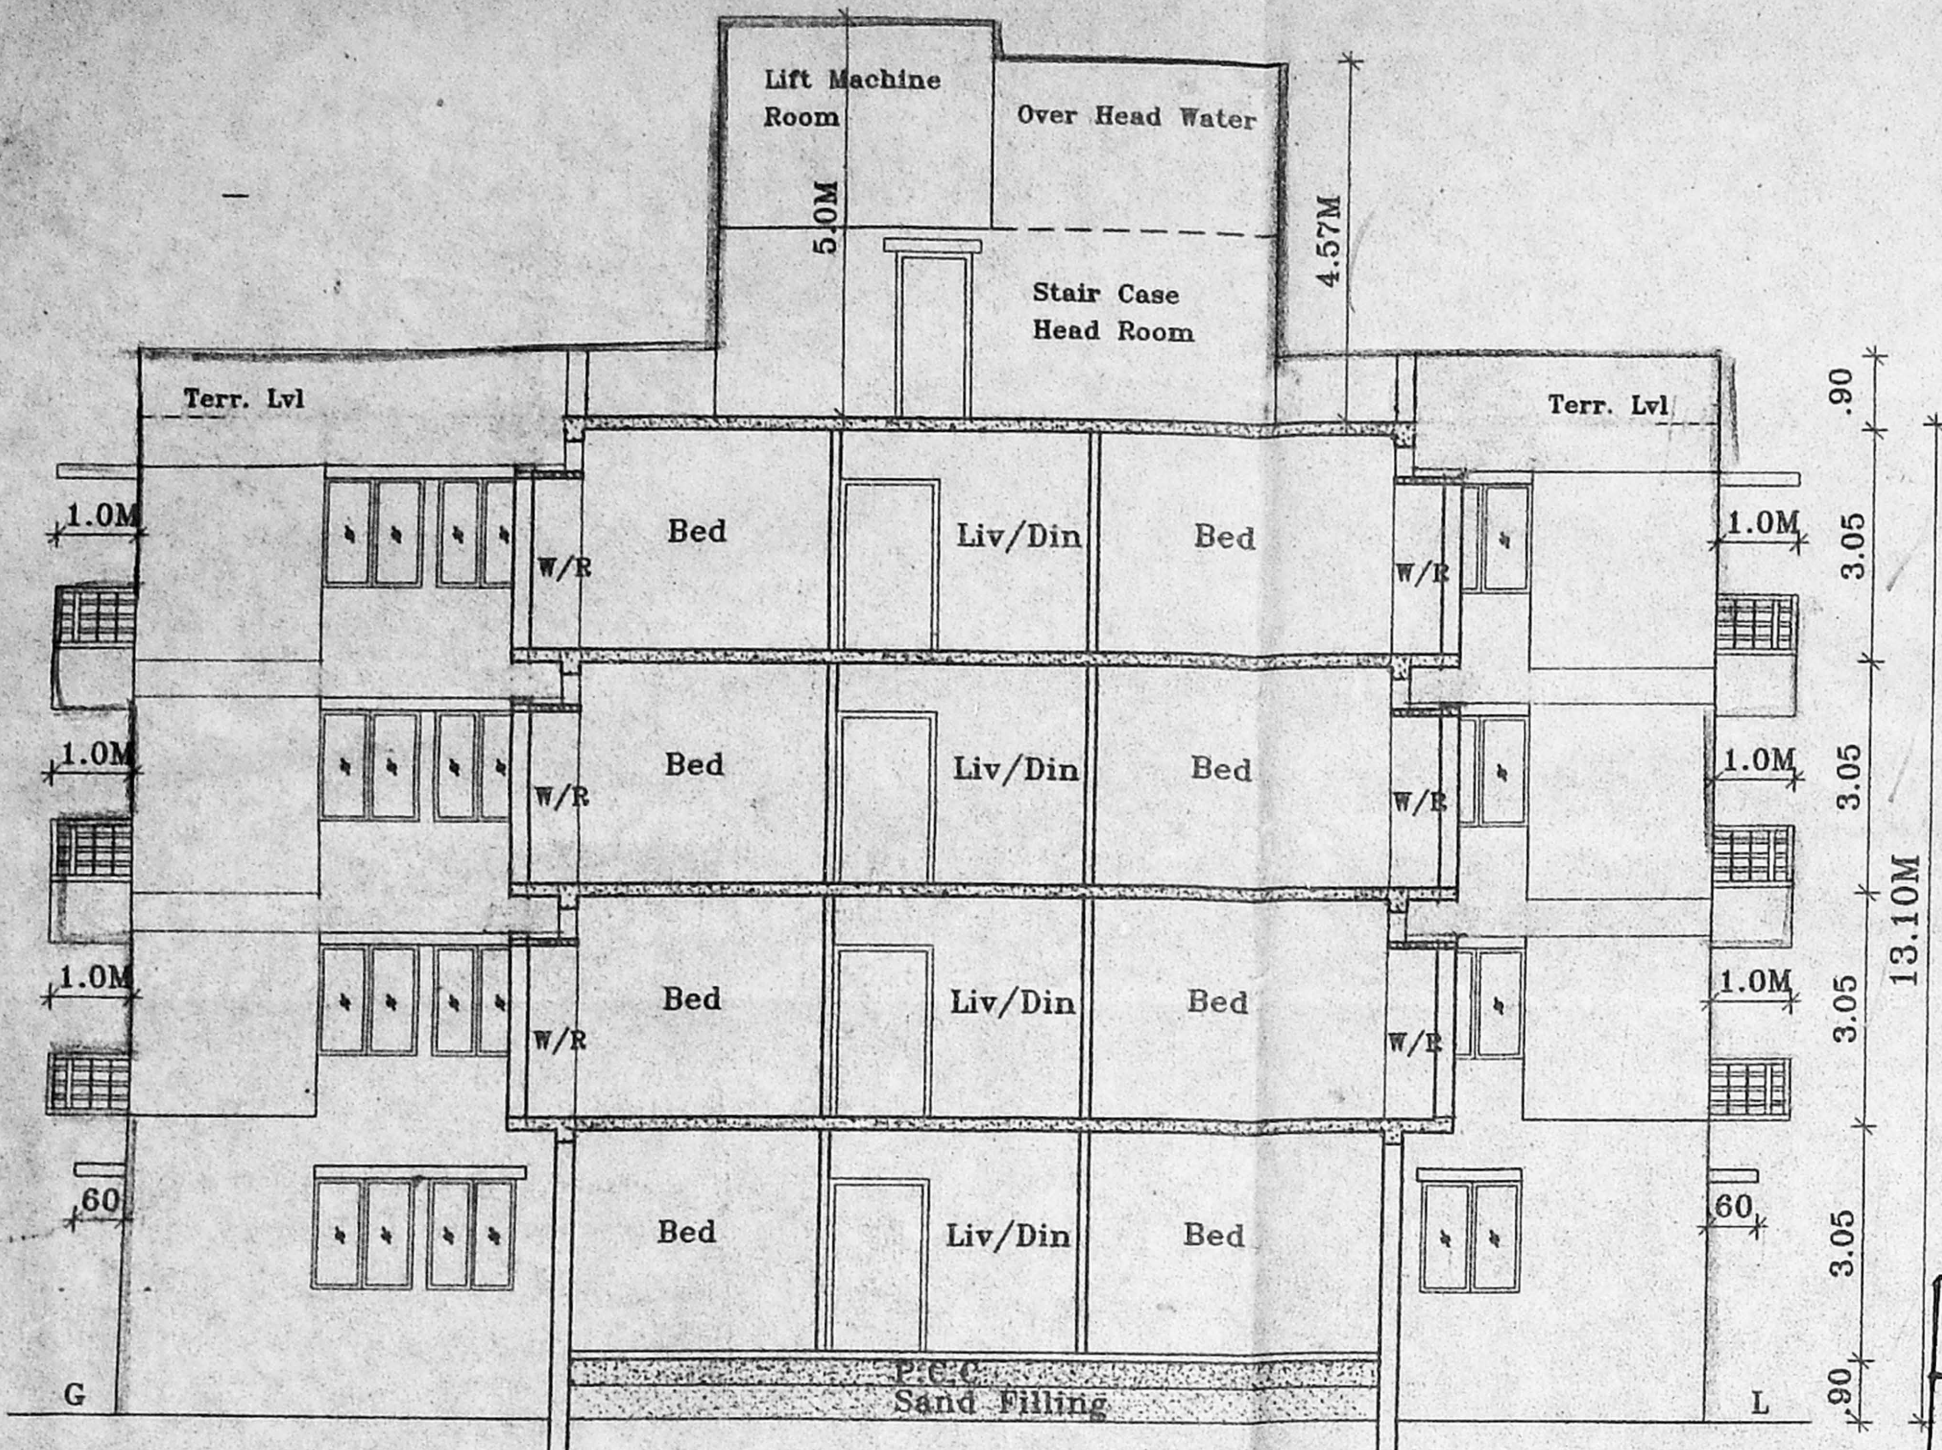 Lift Machine
Room
Over Head Water
5.0M
4.57M
Stair Case
Head Room
Terr. Lvl
Terr. Lvl
.90
1.0M
Bed
Liv/Din
Bed
1.0M
W/R
W/R
3.05
1.0M
Bed
Liv/Din
Bed
1.0M
W/R
W/R
3.05
13.10M
1.0M
Bed
Liv/Din
Bed
1.0M
W/R
W/R
3.05
60
Bed
Liv/Din
Bed
60
3.05
P.C.C
Sand Filling
G
L
.90